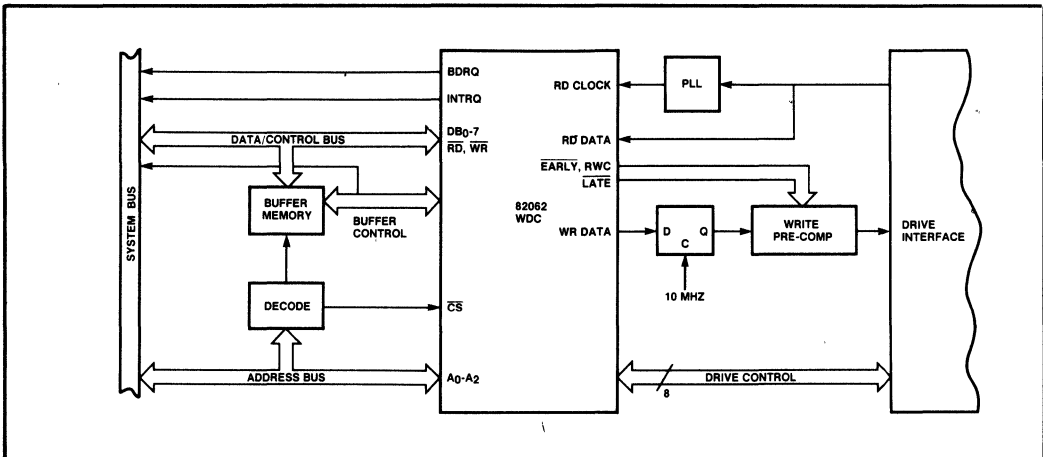 SYSTEM BUS
BDRQ
INTRQ
DB0-7
RD, WR
DATA/CONTROL BUS
BUFFER
MEMORY
BUFFER
CONTROL
DECODE
CS
ADDRESS BUS
A0-A2
82062
WDC
RD CLOCK
PLL
RD DATA
EARLY, RWC
LATE
WR DATA
D
C
Q
10 MHZ
WRITE
PRE-COMP
DRIVE
INTERFACE
DRIVE CONTROL
8